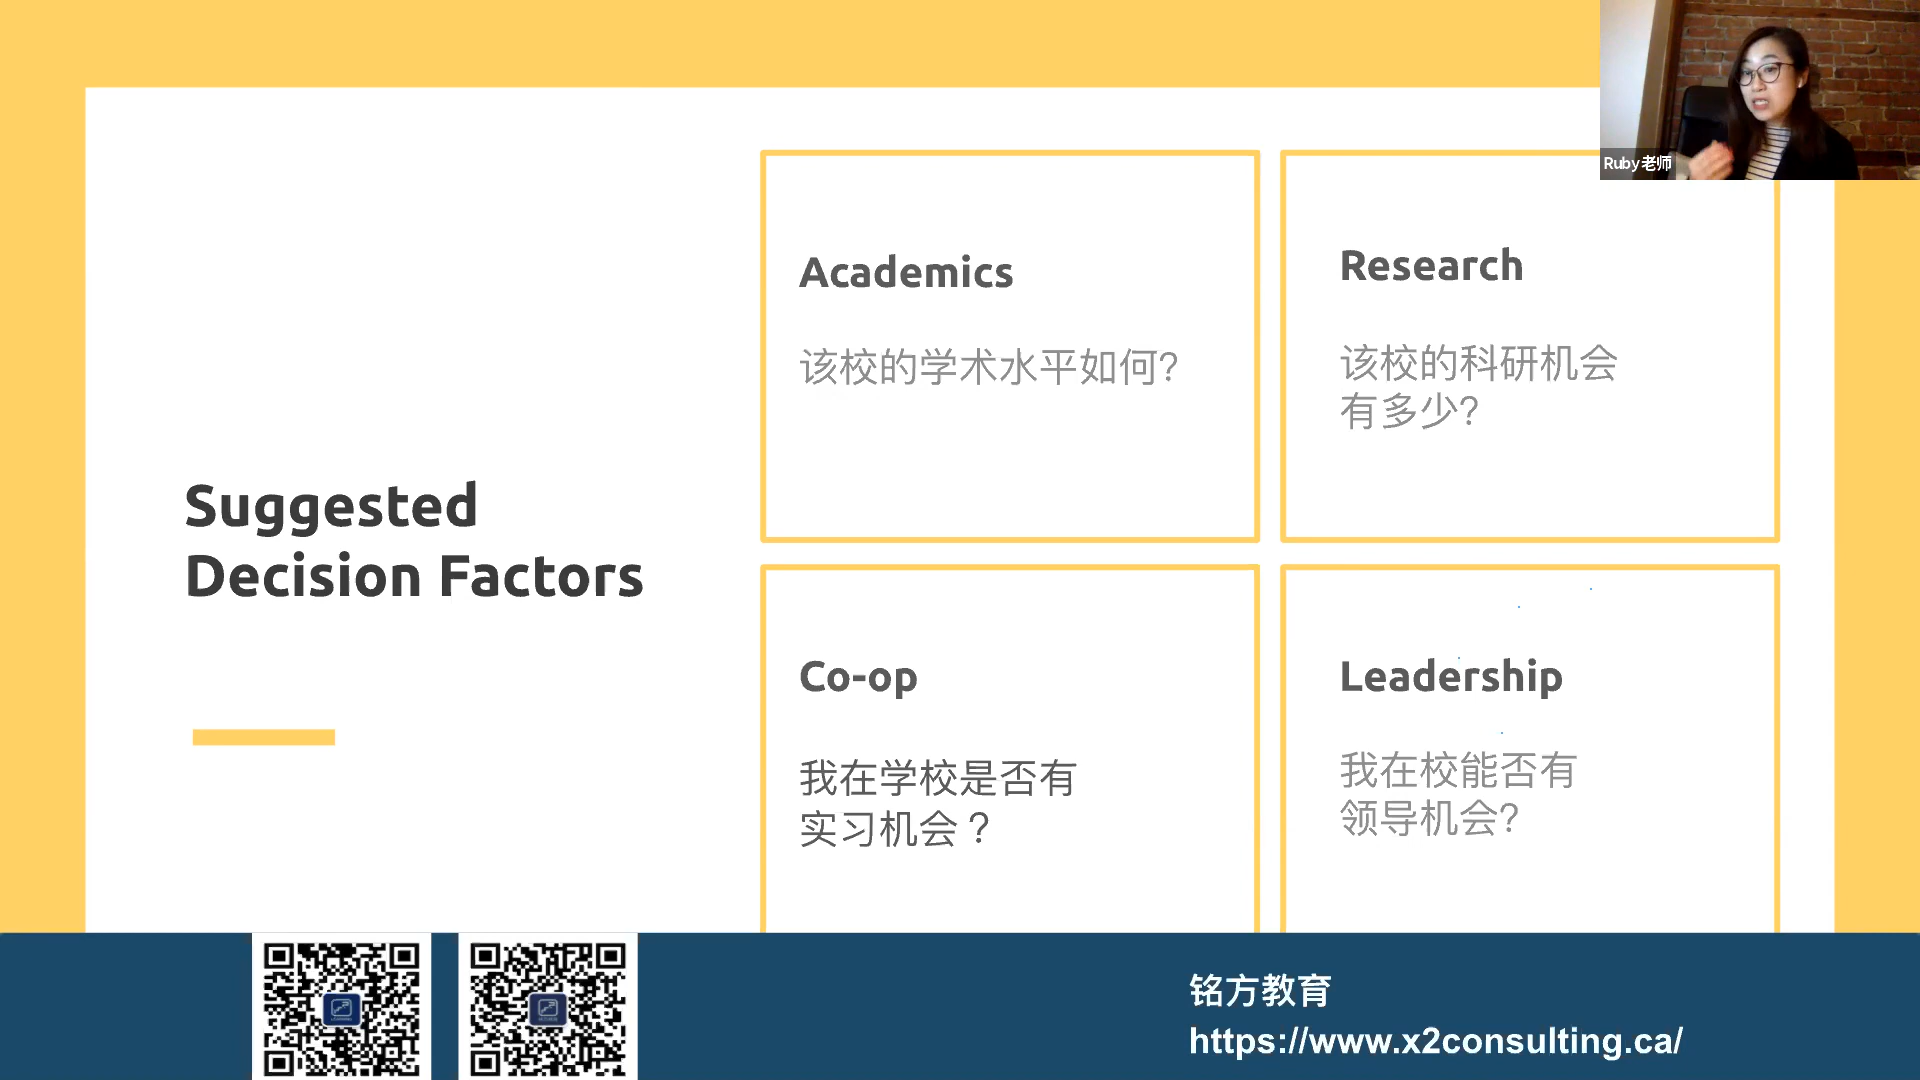 Ruby老师
Suggested
Decision Factors
Academics
该校的学术水平如何?
Research
该校的科研机会
有多少?
Co-op
我在学校是否有
实习机会？
Leadership
我在校能否有
领导机会?
铭方教育
https://www.x2consulting.ca/